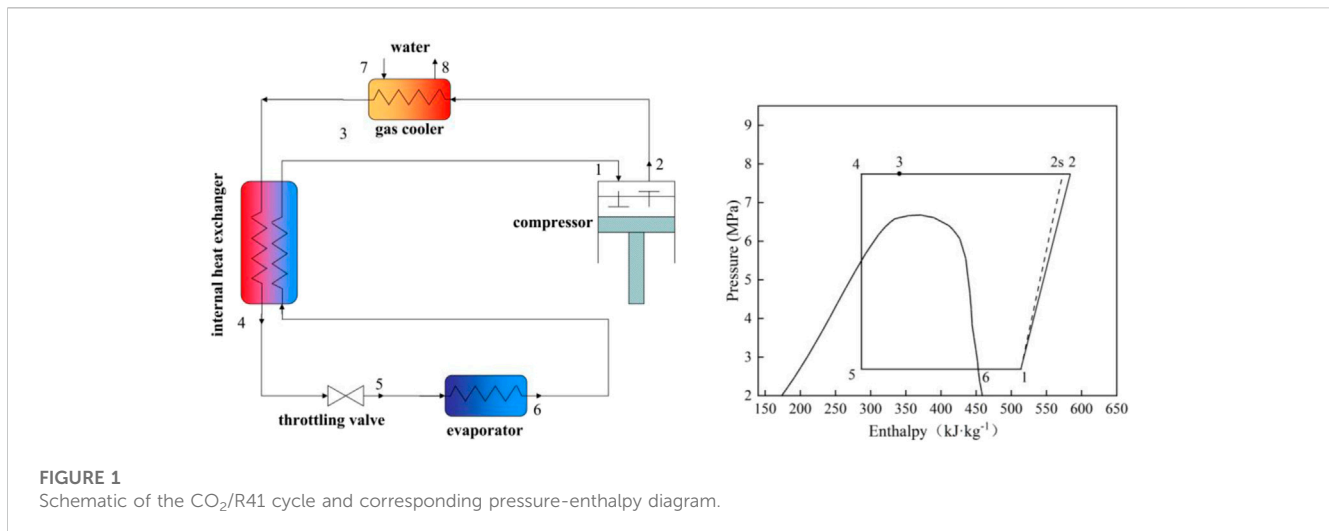 water
7
8
3
gas cooler
1
2
internal heat exchanger
compressor
4
5
throttling valve
evaporator
6
Pressure (MPa)
9
8
7
6
5
4
3
2
4
3
2s 2
5
6
1
150 200 250 300 350 400 450 500 550 600 650
Enthalpy (kJ·kg⁻¹)
FIGURE 1
Schematic of the CO₂/R41 cycle and corresponding pressure-enthalpy diagram.